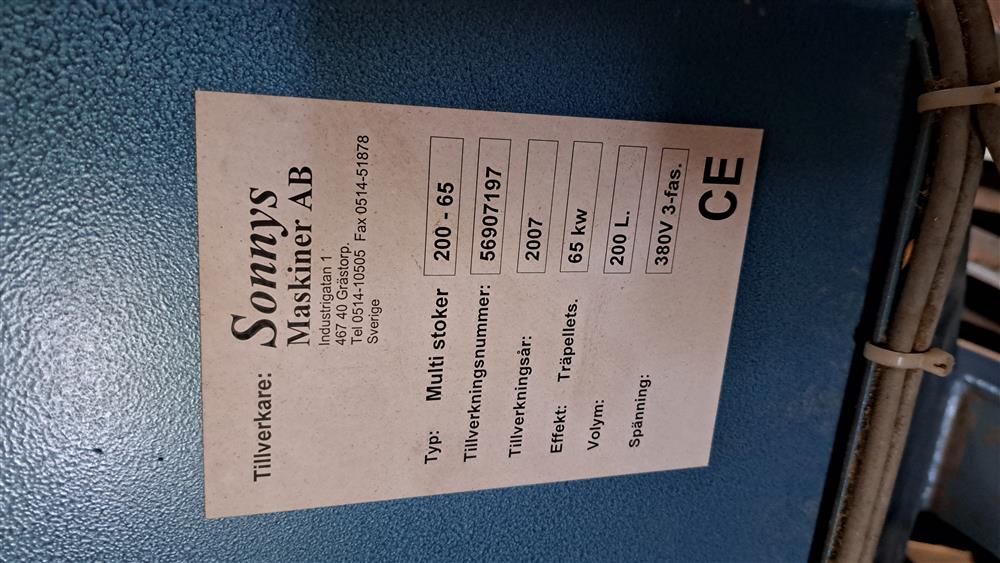 Tillverkare: Sonnys
Maskiner AB
Industrigatan 1
467 40 Grästorp.
Tel 0514-10505 Fax 0514-51878
Sverige
Typ: Multi stoker 200 - 65
Tillverkningsnummer: 56907197
Tillverkningsår: 2007
Effekt: Träpellets. 65 kw
Volym: 200 L.
Spänning: 380V 3-fas.
CE